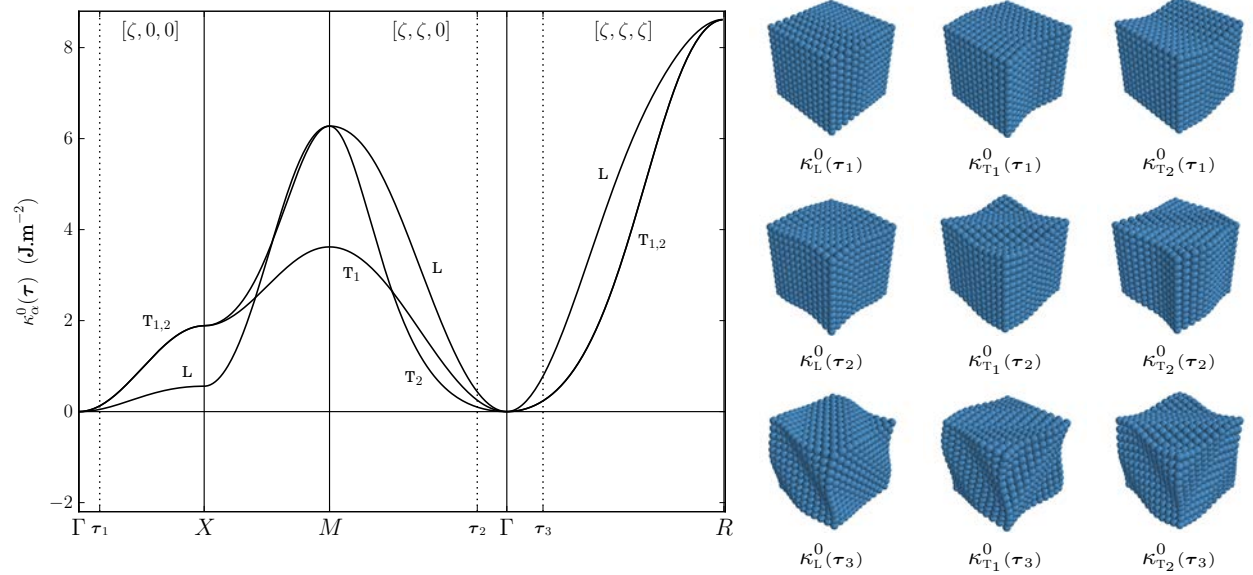 [ζ, 0, 0] [ζ, ζ, 0] [ζ, ζ, ζ]
8
6
4
2
0
−2
κ⁰_α(τ) (J.m⁻²)
T₁,₂
L
T₁
T₂
L
L
T₁,₂
Γ τ₁ X M τ₂ Γ τ₃ R
κ⁰_L(τ₁) κ⁰_T₁(τ₁) κ⁰_T₂(τ₁)
κ⁰_L(τ₂) κ⁰_T₁(τ₂) κ⁰_T₂(τ₂)
κ⁰_L(τ₃) κ⁰_T₁(τ₃) κ⁰_T₂(τ₃)